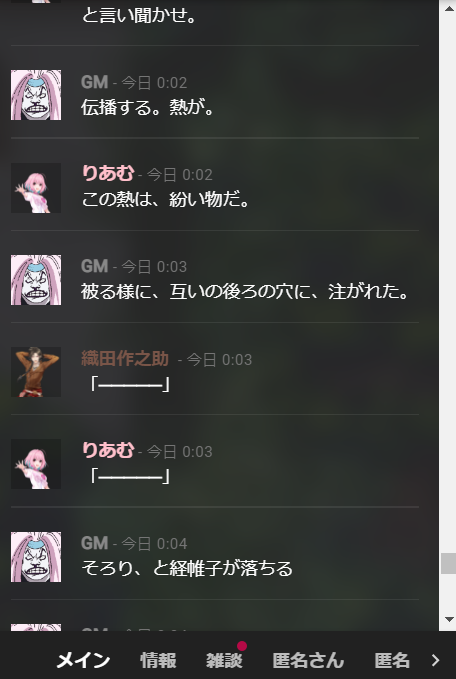 と言い聞かせ。
GM - 今日 0:02
伝播する。熱が。
りあむ - 今日 0:02
この熱は、紛い物だ。
GM - 今日 0:03
被る様に、互いの後ろの穴に、注がれた。
織田作之助 - 今日 0:03
「―――――」
りあむ - 今日 0:03
「―――――」
GM - 今日 0:04
そろり、と経帷子が落ちる
メイン 情報 雑談 匿名さん 匿名